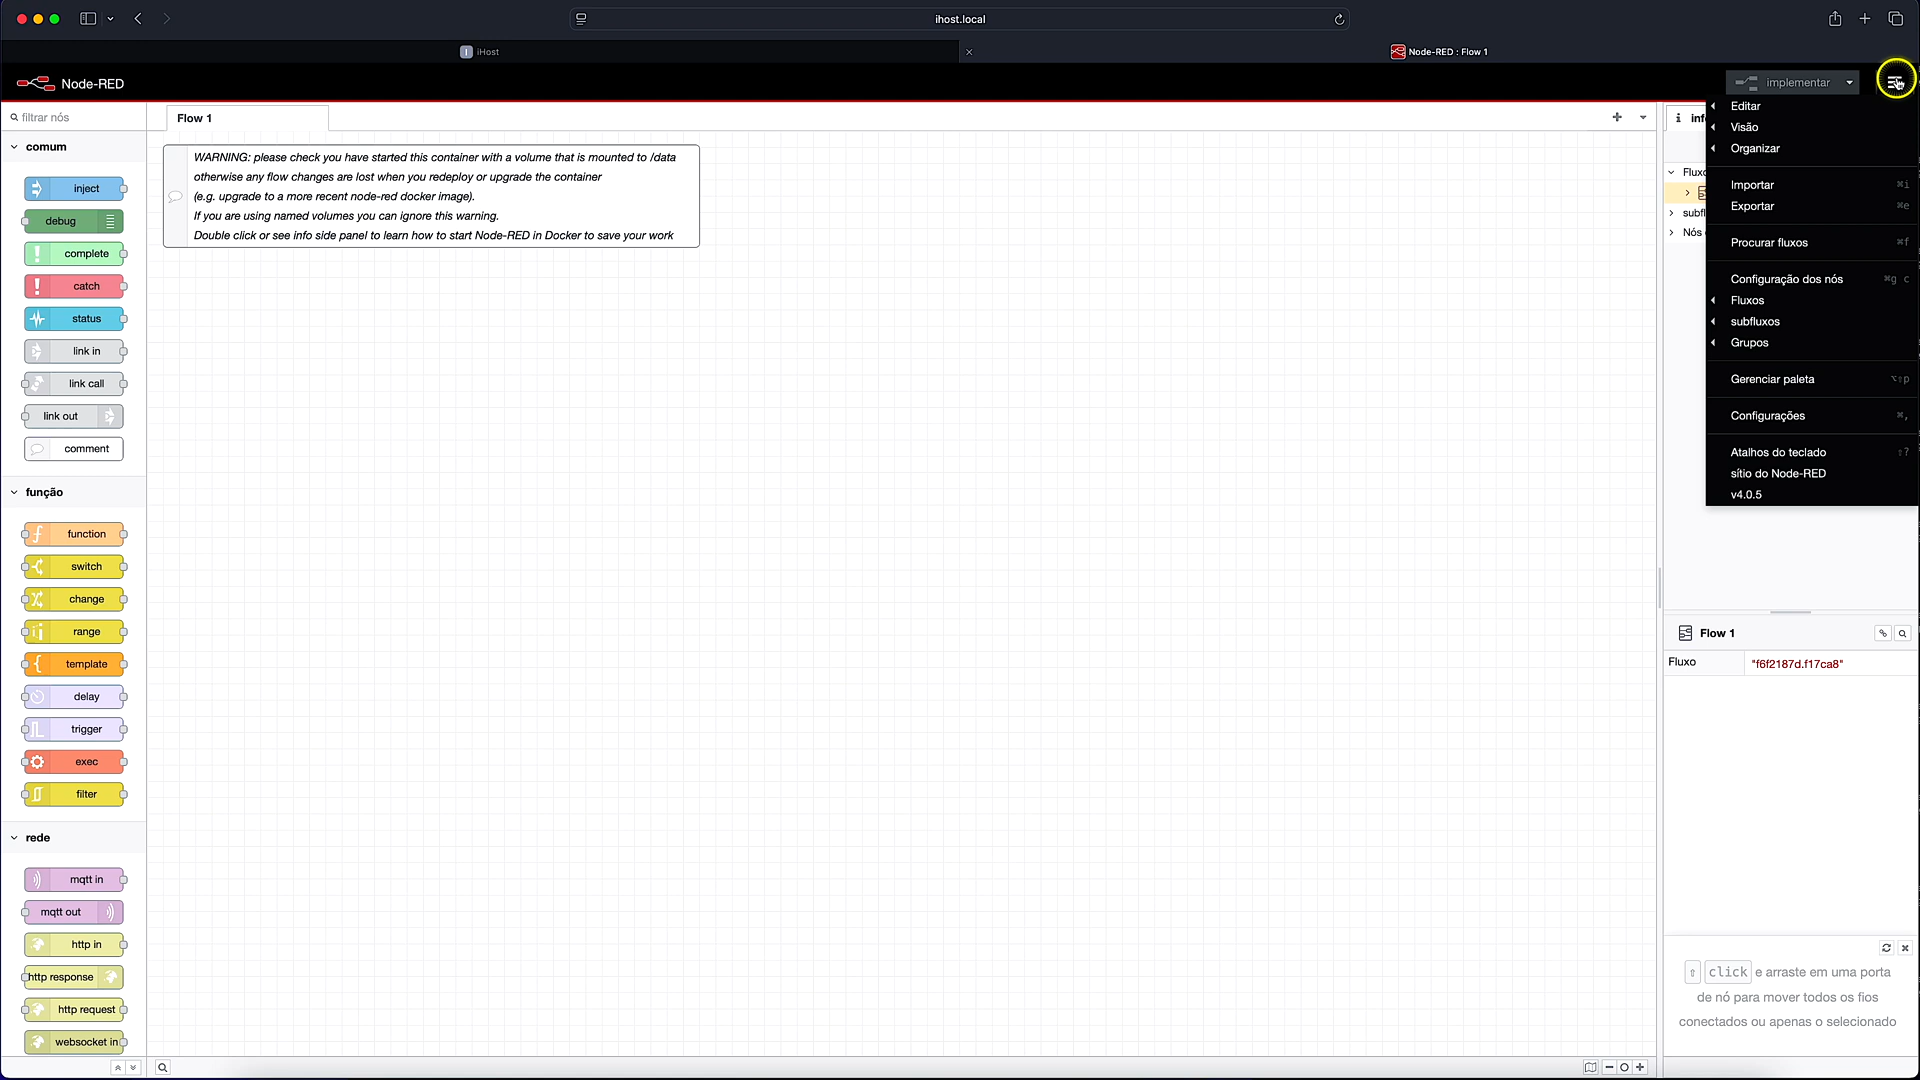 ihost.local
I iHost
Node-RED : Flow 1
Node-RED
implementar
filtrar nós
Flow 1
comum
inject
debug
complete
catch
status
link in
link call
link out
comment
função
function
switch
change
range
template
delay
trigger
exec
filter
rede
mqtt in
mqtt out
http in
http response
http request
websocket in
WARNING: please check you have started this container with a volume that is mounted to /data
otherwise any flow changes are lost when you redeploy or upgrade the container
(e.g. upgrade to a more recent node-red docker image).
If you are using named volumes you can ignore this warning.
Double click or see info side panel to learn how to start Node-RED in Docker to save your work
Editar
Visão
Organizar
Importar ⌘i
Exportar ⌘e
Procurar fluxos ⌘f
Configuração dos nós ⌘g c
Fluxos
subfluxos
Grupos
Gerenciar paleta ⌥⇧p
Configurações ⌘,
Atalhos do teclado ⇧?
sítio do Node-RED
v4.0.5
i inf
Fluxo
subfl
Nós
Flow 1
Fluxo "f6f2187d.f17ca8"
⇧ click e arraste em uma porta
de nó para mover todos os fios
conectados ou apenas o selecionado